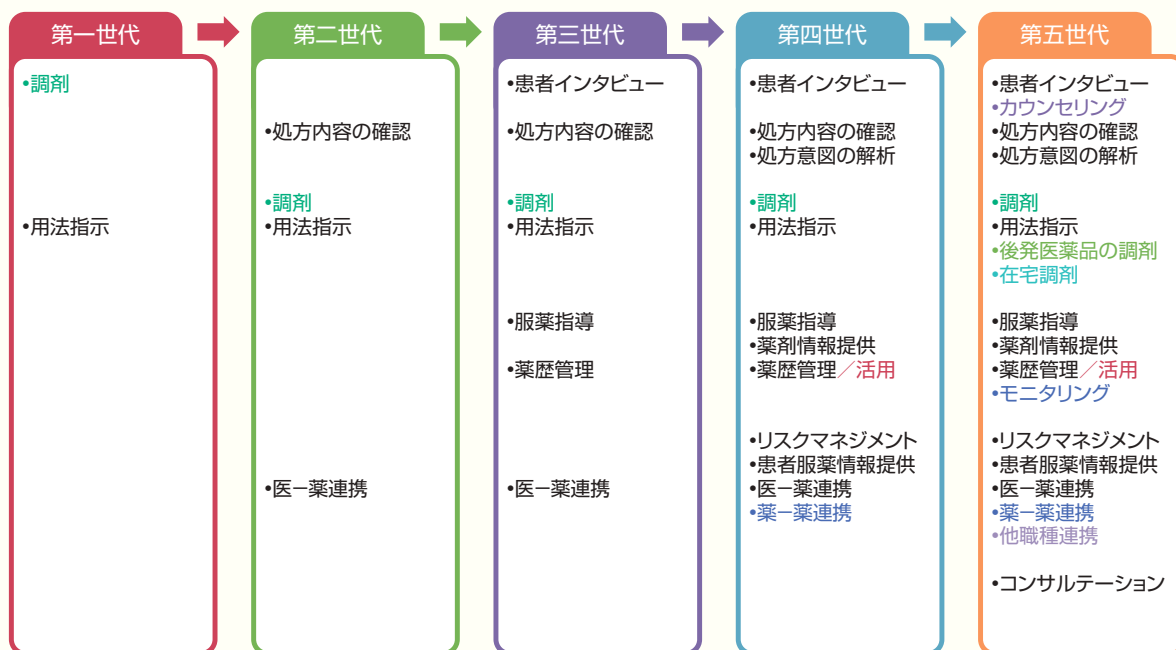 第一世代
•調剤
•用法指示
第二世代
•処方内容の確認
•調剤
•用法指示
•医ー薬連携
第三世代
•患者インタビュー
•処方内容の確認
•調剤
•用法指示
•服薬指導
•薬歴管理
•医ー薬連携
第四世代
•患者インタビュー
•処方内容の確認
•処方意図の解析
•調剤
•用法指示
•服薬指導
•薬剤情報提供
•薬歴管理／活用
•リスクマネジメント
•患者服薬情報提供
•医ー薬連携
•薬ー薬連携
第五世代
•患者インタビュー
•カウンセリング
•処方内容の確認
•処方意図の解析
•調剤
•用法指示
•後発医薬品の調剤
•在宅調剤
•服薬指導
•薬剤情報提供
•薬歴管理／活用
•モニタリング
•リスクマネジメント
•患者服薬情報提供
•医ー薬連携
•薬ー薬連携
•他職種連携
•コンサルテーション